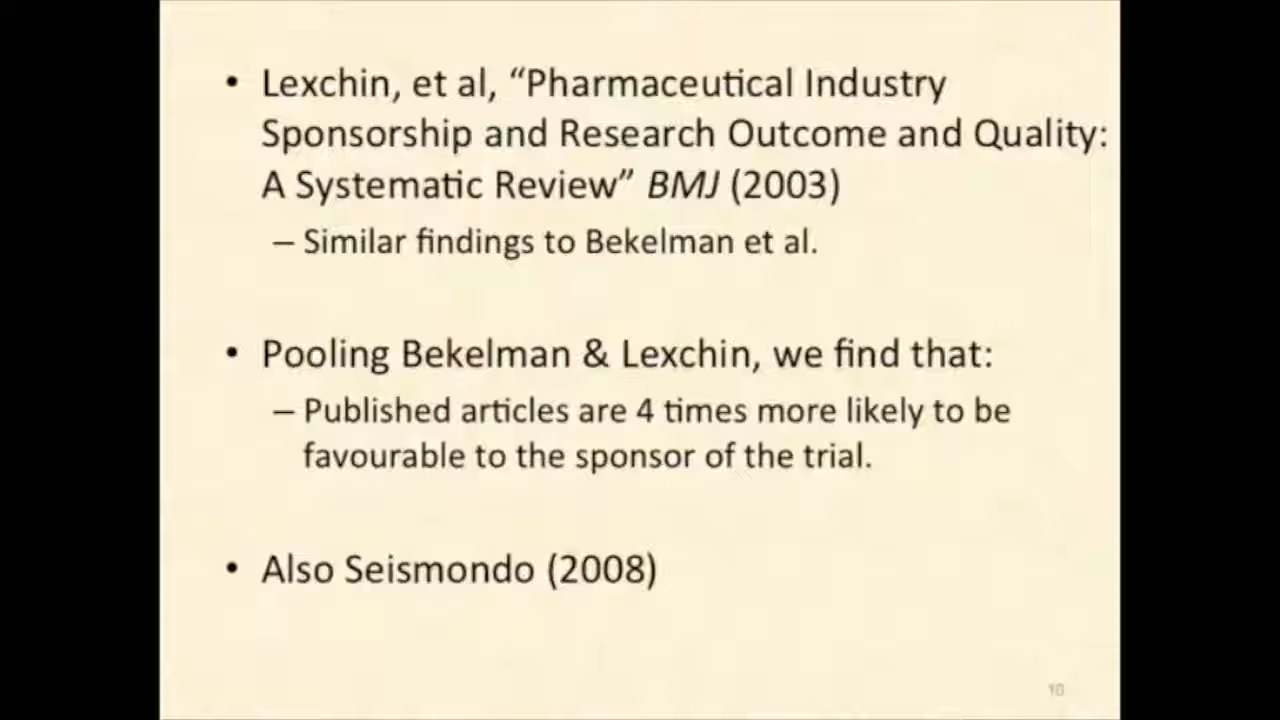 • Lexchin, et al, “Pharmaceutical Industry
Sponsorship and Research Outcome and Quality:
A Systematic Review” BMJ (2003)
– Similar findings to Bekelman et al.
• Pooling Bekelman & Lexchin, we find that:
– Published articles are 4 times more likely to be
favourable to the sponsor of the trial.
• Also Seismondo (2008)
10